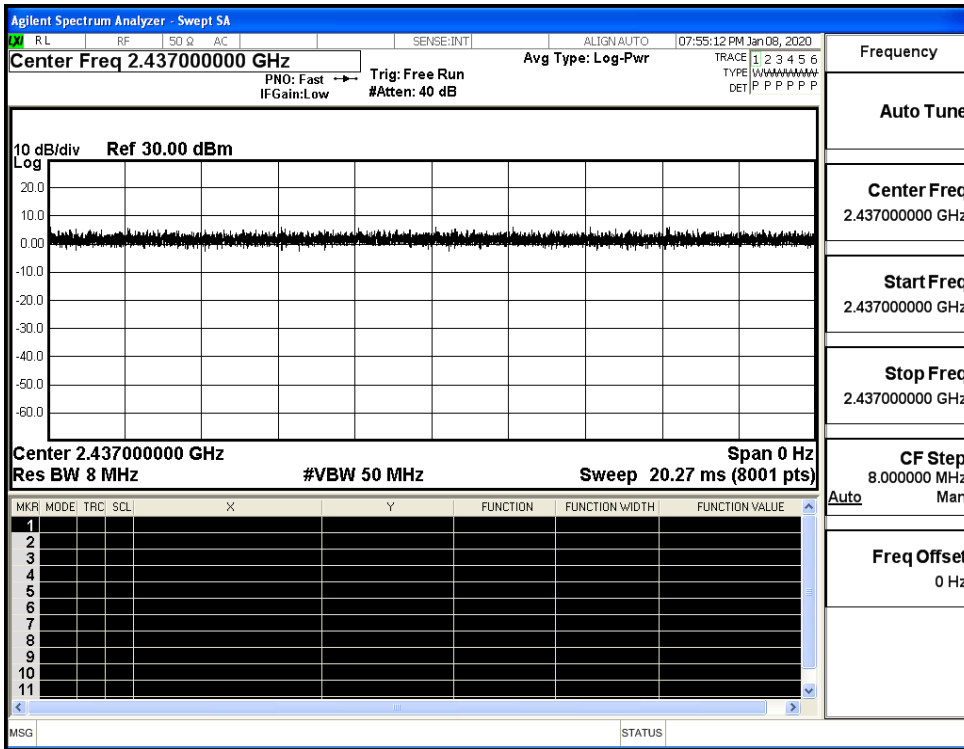 Agilent Spectrum Analyzer - Swept SA
LXI RL RF 50 Ω AC SENSE:INT ALIGN AUTO 07:55:12 PM Jan 08, 2020
Center Freq 2.437000000 GHz Avg Type: Log-Pwr TRACE 1 2 3 4 5 6
PNO: Fast Trig: Free Run TYPE
IFGain:Low #Atten: 40 dB DET P P P P P P
10 dB/div Ref 30.00 dBm
Log
20.0
10.0
0.00
-10.0
-20.0
-30.0
-40.0
-50.0
-60.0
Center 2.437000000 GHz Span 0 Hz
Res BW 8 MHz #VBW 50 MHz Sweep 20.27 ms (8001 pts)
MKR MODE TRC SCL X Y FUNCTION FUNCTION WIDTH FUNCTION VALUE
1
2
3
4
5
6
7
8
9
10
11
MSG STATUS
Frequency
Auto Tune
Center Freq
2.437000000 GHz
Start Freq
2.437000000 GHz
Stop Freq
2.437000000 GHz
CF Step
8.000000 MHz
Auto Man
Freq Offset
0 Hz